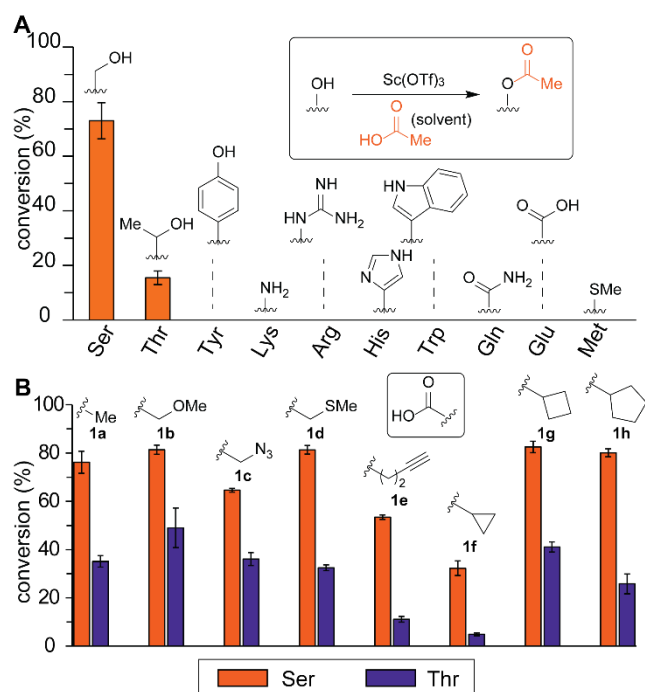 A
100
80
60
40
20
0
conversion (%)
OH
Me OH
OH
NH2
NH
HN NH2
N NH
HN
O NH2
O OH
SMe
OH Sc(OTf)3 O
O Me
O
HO Me (solvent)
Ser Thr Tyr Lys Arg His Trp Gln Glu Met
B
100
80
60
40
20
0
conversion (%)
Me
1a
OMe
1b
N3
1c
SMe
1d
( )2
1e
1f
1g
1h
O
HO
Ser Thr